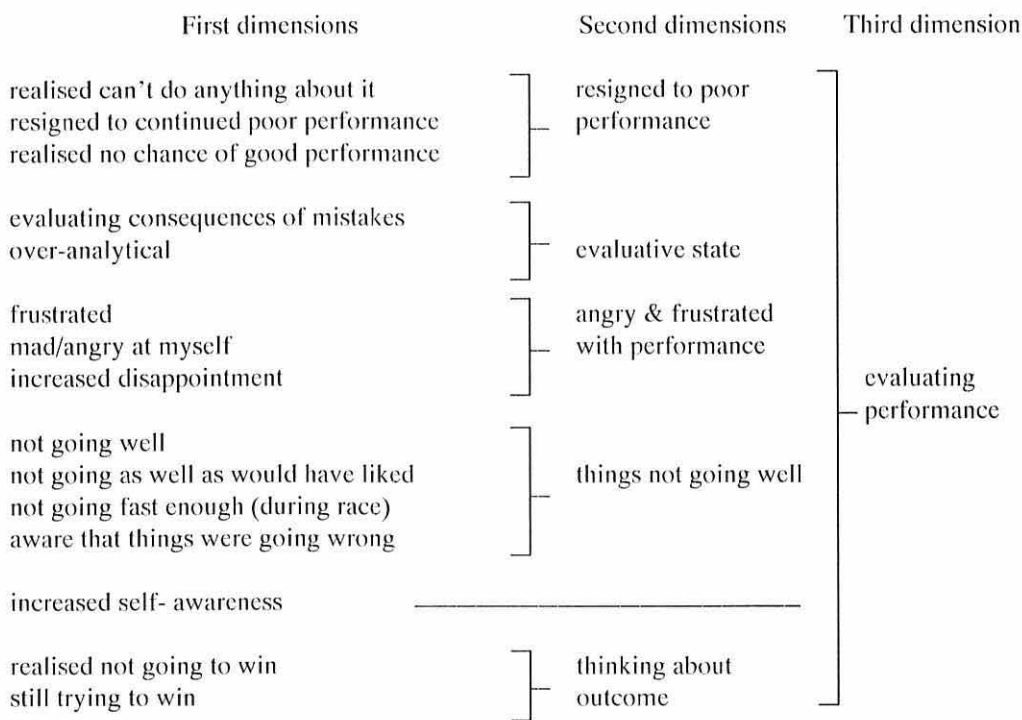 First dimensions Second dimensions Third dimension
realised can't do anything about it
resigned to continued poor performance
realised no chance of good performance
resigned to poor
performance
evaluating consequences of mistakes
over-analytical
evaluative state
frustrated
mad/angry at myself
increased disappointment
angry & frustrated
with performance
not going well
not going as well as would have liked
not going fast enough (during race)
aware that things were going wrong
things not going well
increased self- awareness
realised not going to win
still trying to win
thinking about
outcome
evaluating
performance